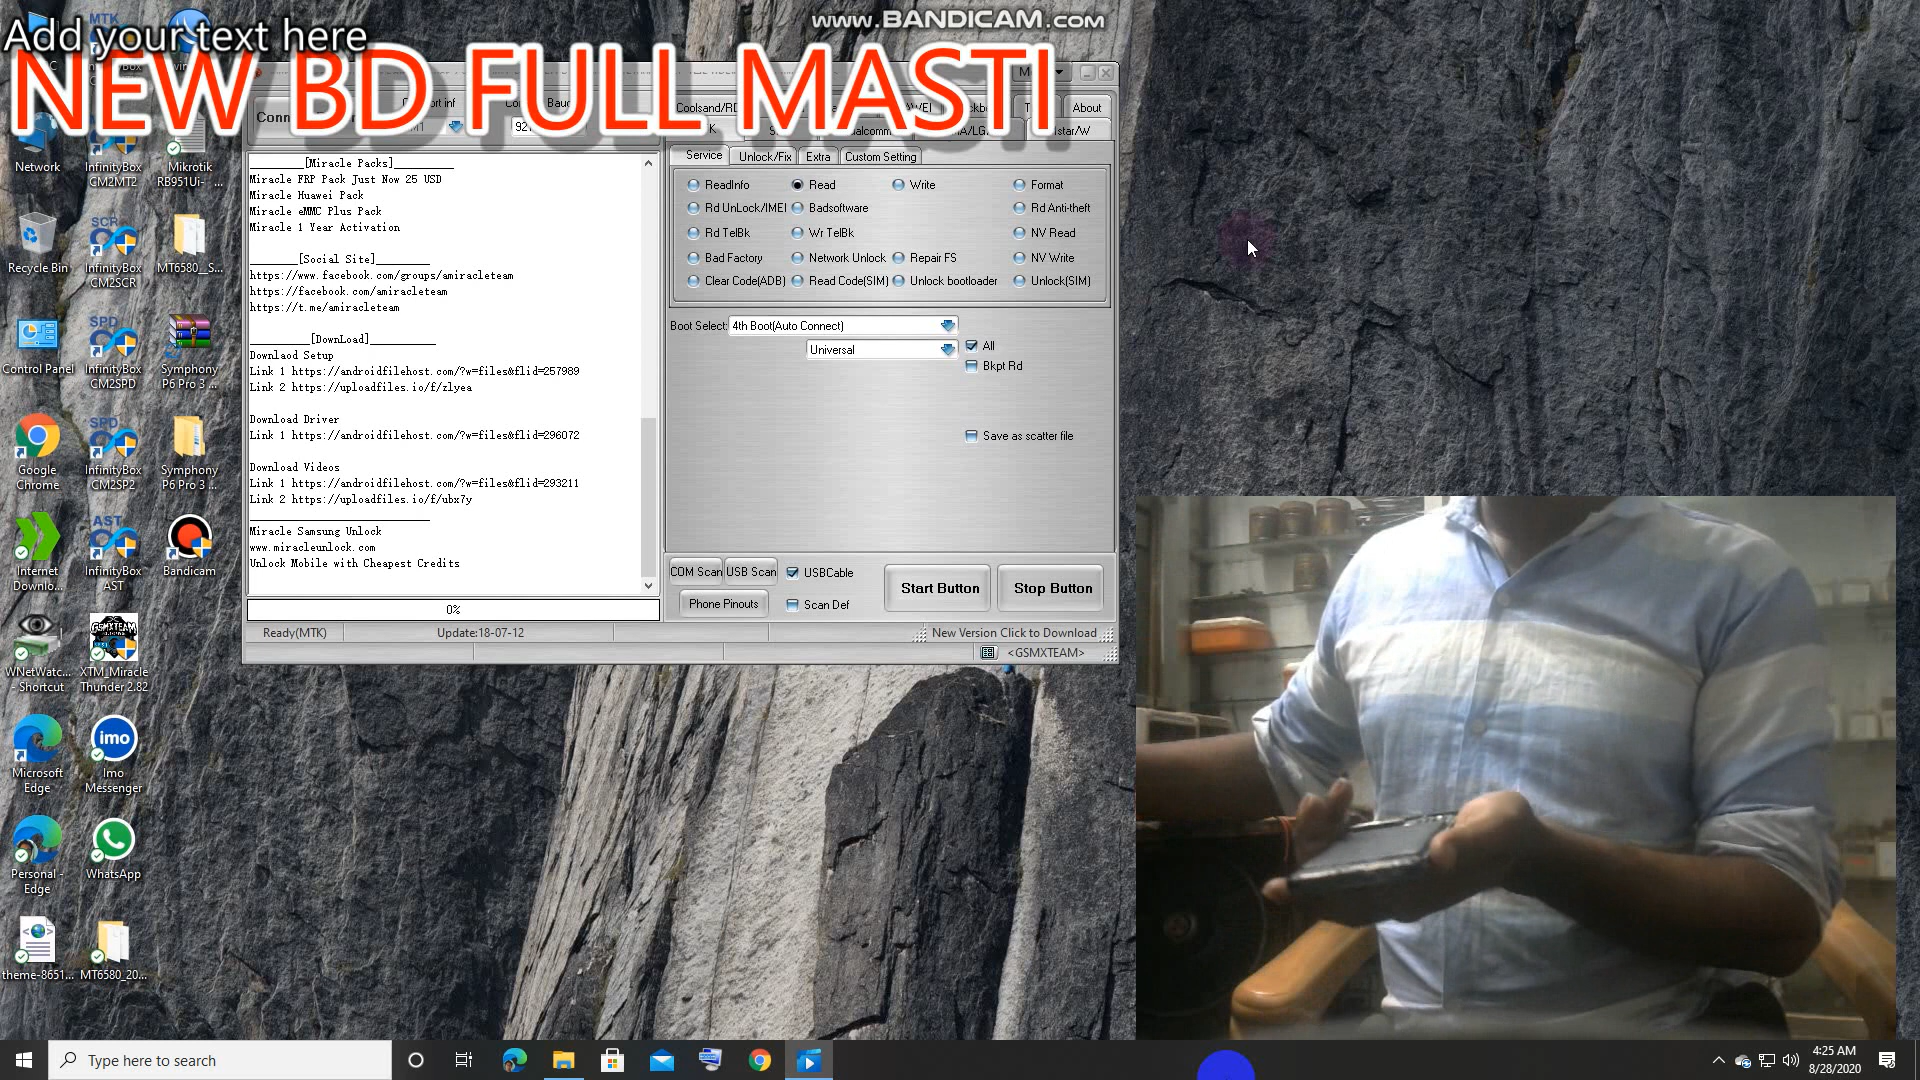 www.BANDICAM.com
Add your text here
NEW BD FULL MASTI
Network
InfinityBox
CM2MT2
Mikrotik
RB951Ui- ...
Recycle Bin
InfinityBox
CM2SCR
MT6580__S...
Control Panel
InfinityBox
CM2SPD
Symphony
P6 Pro 3 ...
Google
Chrome
InfinityBox
CM2SP2
Symphony
P6 Pro 3 ...
Internet
Downlo...
InfinityBox
AST
Bandicam
WNetWatc...
- Shortcut
XTM_Miracle
Thunder 2.82
Microsoft
Edge
imo
Imo
Messenger
Personal -
Edge
WhatsApp
theme-8651...
MT6580_20...
[Miracle Packs]
Miracle FRP Pack Just Now 25 USD
Miracle Huawei Pack
Miracle eMMC Plus Pack
Miracle 1 Year Activation
[Social Site]
https://www.facebook.com/groups/amiracleteam
https://facebook.com/amiracleteam
https://t.me/amiracleteam
[DownLoad]
Downlaod Setup
Link 1 https://androidfilehost.com/?w=files&flid=257989
Link 2 https://uploadfiles.io/f/zlyea
Download Driver
Link 1 https://androidfilehost.com/?w=files&flid=296072
Download Videos
Link 1 https://androidfilehost.com/?w=files&flid=293211
Link 2 https://uploadfiles.io/f/ubx7y
Miracle Samsung Unlock
www.miracleunlock.com
Unlock Mobile with Cheapest Credits
0%
Ready(MTK)
Update:18-07-12
About
Service Unlock/Fix Extra Custom Setting
ReadInfo Read Write Format
Rd UnLock/IMEI Badsoftware Rd Anti-theft
Rd TelBk Wr TelBk NV Read
Bad Factory Network Unlock Repair FS NV Write
Clear Code(ADB) Read Code(SIM) Unlock bootloader Unlock(SIM)
Boot Select: 4th Boot(Auto Connect)
Universal All
Bkpt Rd
Save as scatter file
COM Scan USB Scan USBCable
Phone Pinouts Scan Def
Start Button Stop Button
New Version Click to Download
<GSMXTEAM>
Type here to search
4:25 AM
8/28/2020